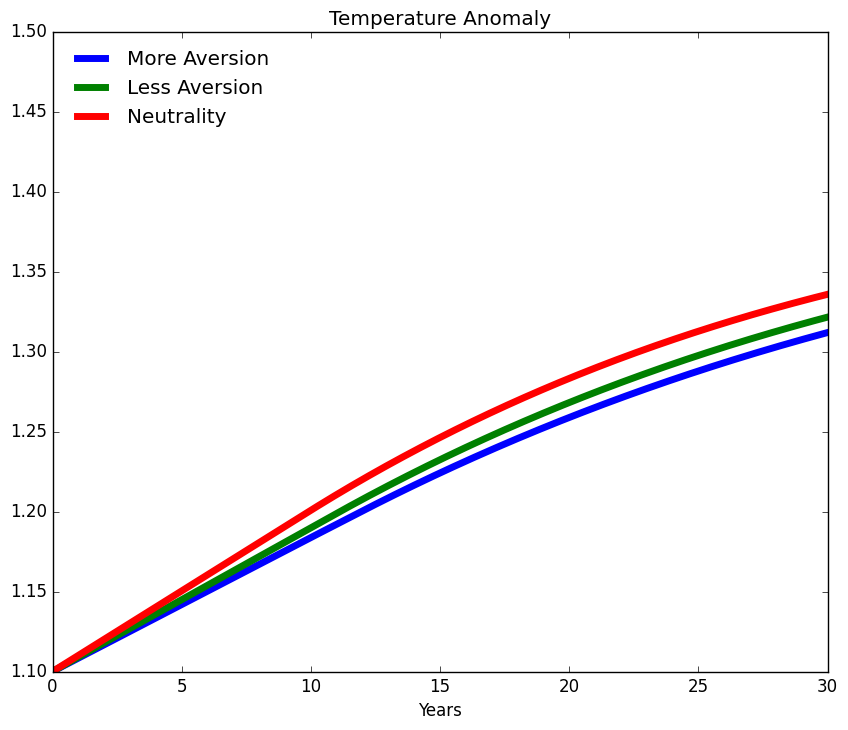 Temperature Anomaly
1.50
1.45
1.40
1.35
1.30
1.25
1.20
1.15
1.10
More Aversion
Less Aversion
Neutrality
0 5 10 15 20 25 30
Years